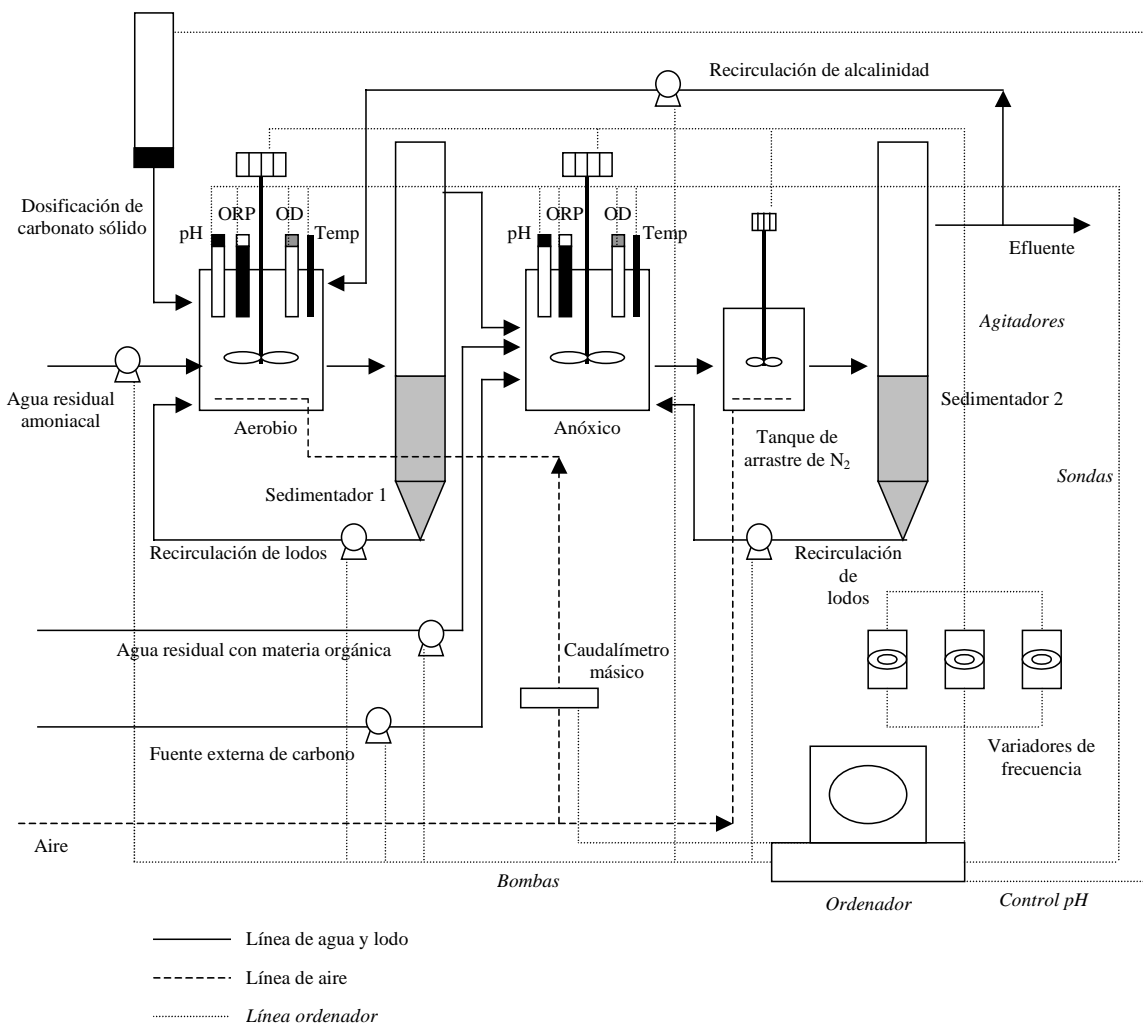 Recirculación de alcalinidad
Dosificación de
carbonato sólido
pH
ORP
OD
Temp
pH
ORP
OD
Temp
Efluente
Agitadores
Agua residual
amoniacal
Aerobio
Anóxico
Tanque de
arrastre de N₂
Sedimentador 2
Sedimentador 1
Sondas
Recirculación de lodos
Recirculación
de
lodos
Agua residual con materia orgánica
Caudalímetro
másico
Fuente externa de carbono
Variadores de
frecuencia
Aire
Bombas
Ordenador
Control pH
Línea de agua y lodo
Línea de aire
Línea ordenador